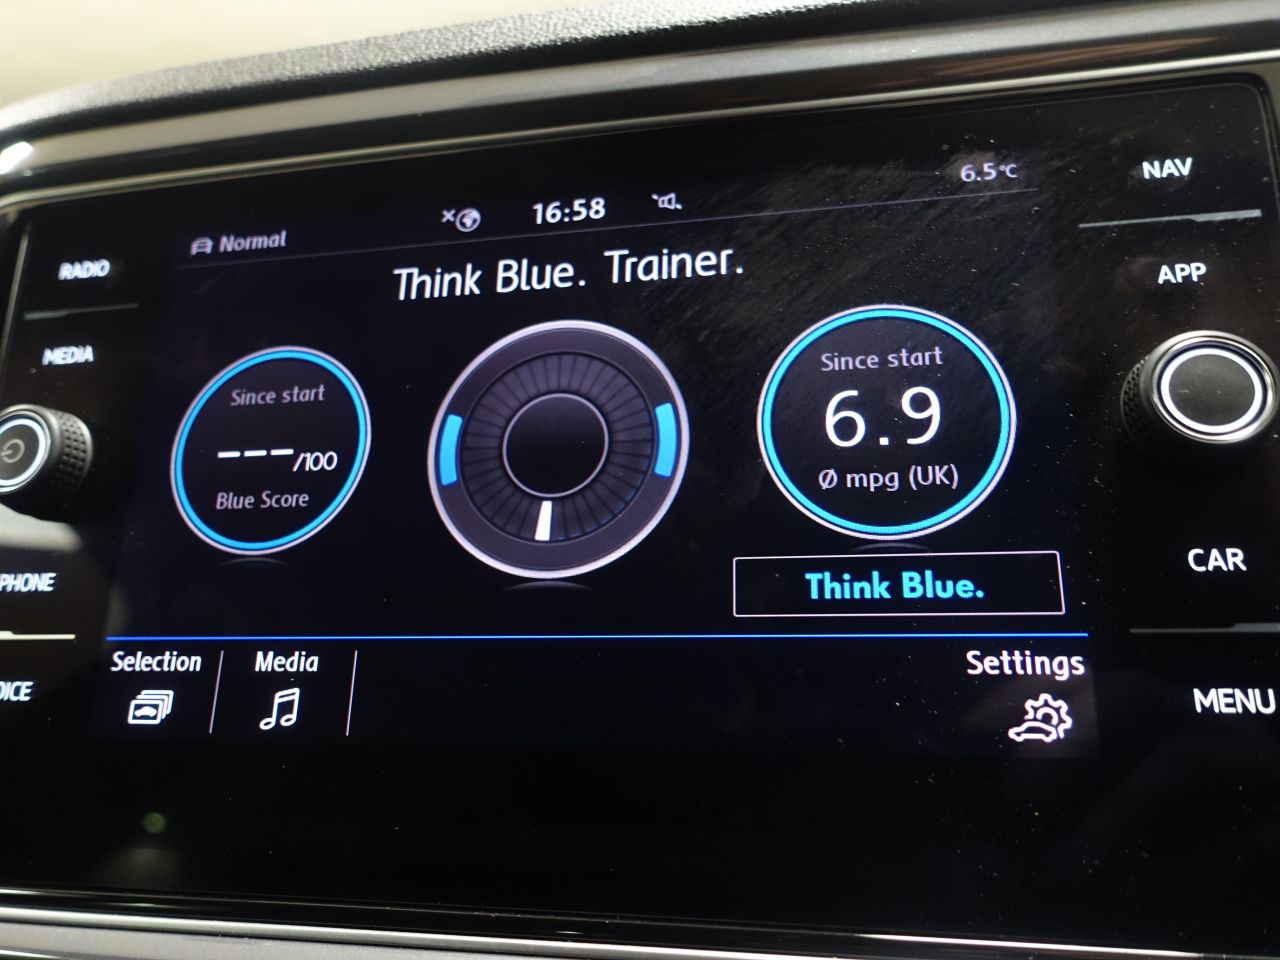 Normal
16:58
6.5°C
NAV
RADIO
Think Blue. Trainer.
APP
MEDIA
Since start
---/100
Blue Score
Since start
6.9
Ø mpg (UK)
Think Blue.
CAR
PHONE
Selection
Media
Settings
OICE
MENU